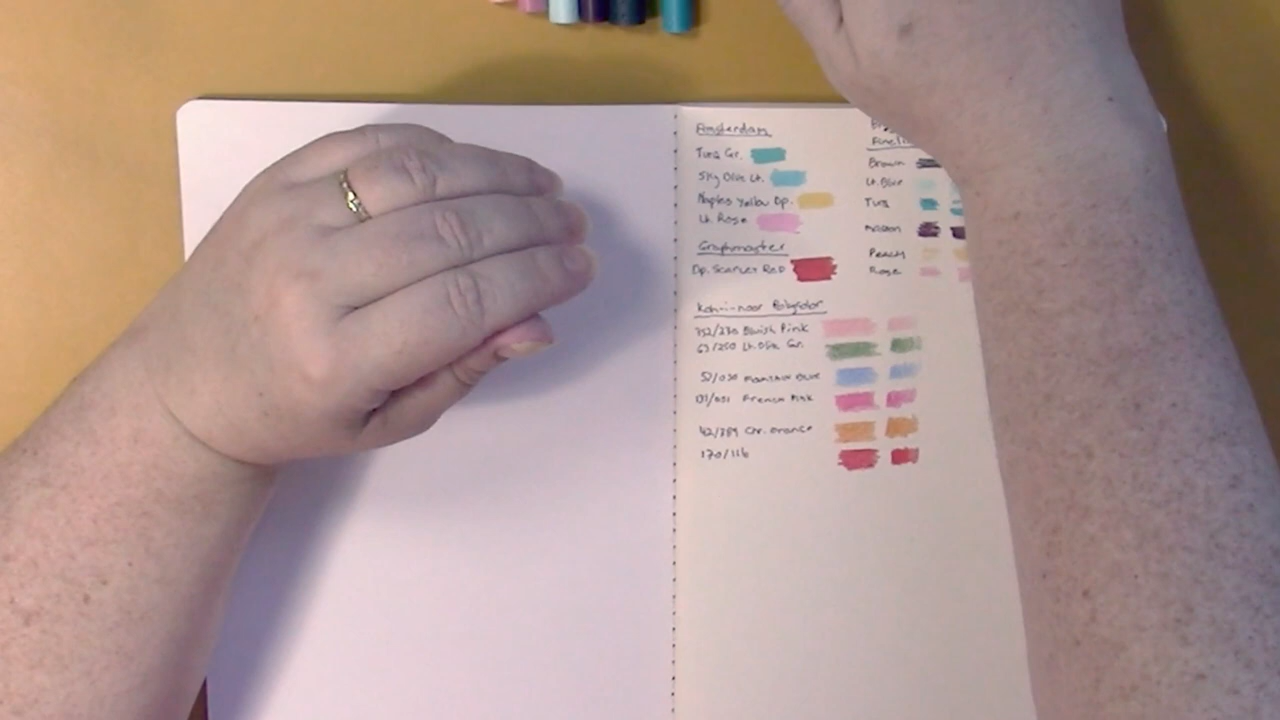 Amsterdam
Turq Gr.
Sky Blue Lt.
Naples Yellow Dp.
Lt. Rose
Graphmaster
Dp. Scarlet Red
Koh-i-noor Polycolor
352/230 Bluish Pink
63/250 Lt. Olive Gr.
52/030 Mountain Blue
131/051 French Pink
42/389 Chr. Orange
170/116
Brown
Lt. Blue
Turq
Maroon
Peach
Rose